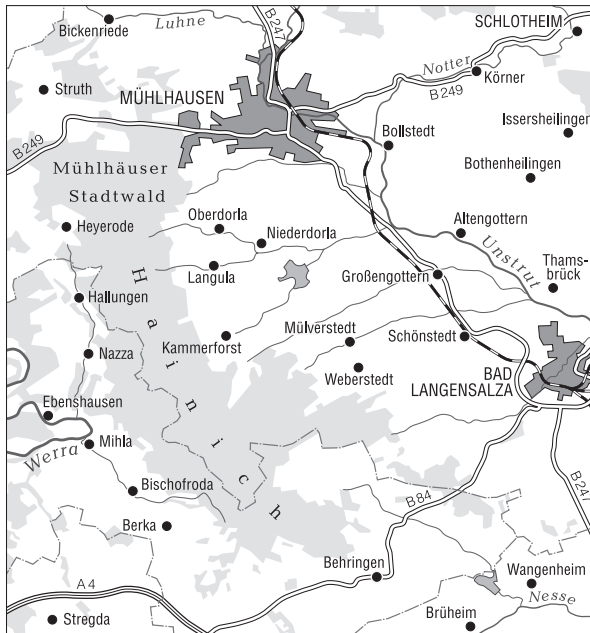 Luhne
B247
SCHLOTHEIM
Bickenriede
Notter
Körner
Struth
MÜHLHAUSEN
B249
Issersheilingen
B249
Bollstedt
Mühlhäuser
Stadtwald
Bothenheilingen
Heyerode
Oberdorla
Niederdorla
Altengottern
Unstrut
Thams-
brück
Langula
Großengottern
Hallungen
Hainich
Kammerforst
Mülverstedt
Schönstedt
Nazza
Weberstedt
BAD
LANGENSALZA
Ebenshausen
Mihla
Werra
Bischofroda
B84
B247
Berka
Behringen
Wangenheim
A4
Nesse
Stregda
Brüheim